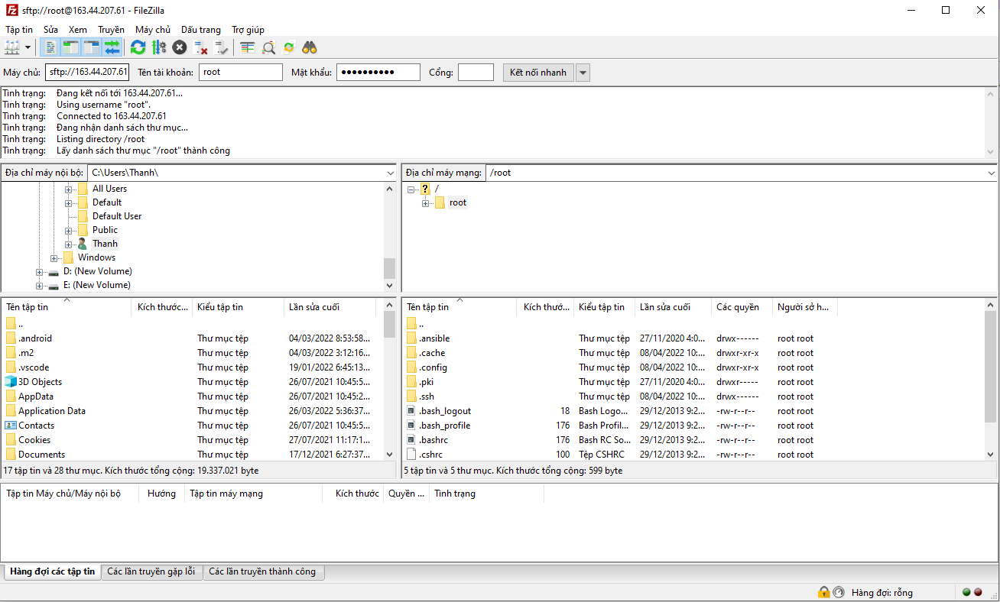 sftp://root@163.44.207.61 - FileZilla
Tập tin Sửa Xem Truyền Máy chủ Dấu trang Trợ giúp
Máy chủ: sftp://163.44.207.61 Tên tài khoản: root Mật khẩu: ●●●●●●●●●● Cổng: Kết nối nhanh
Tình trạng: Đang kết nối tới 163.44.207.61...
Tình trạng: Using username "root".
Tình trạng: Connected to 163.44.207.61
Tình trạng: Đang nhận danh sách thư mục...
Tình trạng: Listing directory /root
Tình trạng: Lấy danh sách thư mục "/root" thành công
Địa chỉ máy nội bộ: C:\Users\Thanh\
All Users
Default
Default User
Public
Thanh
Windows
D: (New Volume)
E: (New Volume)
Địa chỉ máy mạng: /root
/
root
Tên tập tin Kích thước... Kiểu tập tin Lần sửa cuối
..
.android Thư mục tệp 04/03/2022 8:53:58...
.m2 Thư mục tệp 04/03/2022 3:12:16...
.vscode Thư mục tệp 19/01/2022 6:45:13...
3D Objects Thư mục tệp 26/07/2021 10:45:5...
AppData Thư mục tệp 26/07/2021 10:45:2...
Application Data Thư mục tệp 26/03/2022 5:36:37...
Contacts Thư mục tệp 26/07/2021 10:45:5...
Cookies Thư mục tệp 27/07/2021 11:17:1...
Documents Thư mục tệp 17/12/2021 6:27:37...
17 tập tin và 28 thư mục. Kích thước tổng cộng: 19.337.021 byte
Tên tập tin Kích thướ... Kiểu tập tin Lần sửa cuối Các quyền Người sở h...
..
.ansible Thư mục tệp 27/11/2020 4:0... drwx------ root root
.cache Thư mục tệp 08/04/2022 10:... drwxr-xr-x root root
.config Thư mục tệp 08/04/2022 10:... drwxr-xr-x root root
.pki Thư mục tệp 27/11/2020 4:0... drwxr----- root root
.ssh Thư mục tệp 08/04/2022 10:... drwx------ root root
.bash_logout 18 Bash Logo... 29/12/2013 9:2... -rw-r--r-- root root
.bash_profile 176 Bash Profil... 29/12/2013 9:2... -rw-r--r-- root root
.bashrc 176 Bash RC So... 29/12/2013 9:2... -rw-r--r-- root root
.cshrc 100 Tệp CSHRC 29/12/2013 9:2... -rw-r--r-- root root
5 tập tin và 5 thư mục. Kích thước tổng cộng: 599 byte
Tập tin Máy chủ/Máy nội bộ Hướng Tập tin máy mạng Kích thước Quyền ... Tình trạng
Hàng đợi các tập tin Các lần truyền gặp lỗi Các lần truyền thành công
Hàng đợi: rỗng